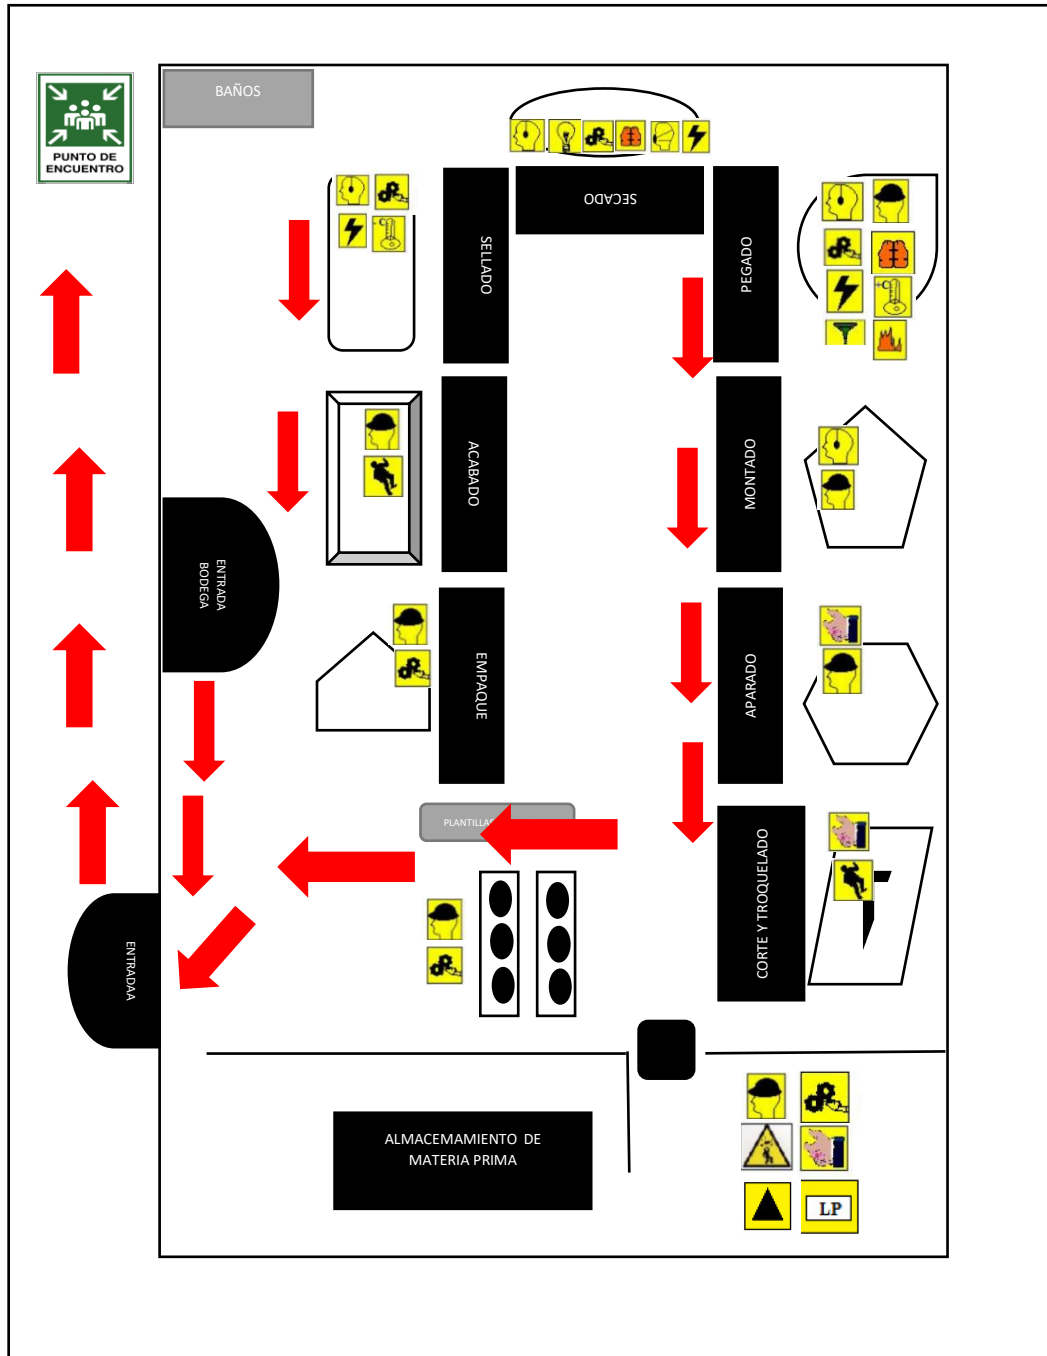 BAÑOS
PUNTO DE
ENCUENTRO
SECADO
SELLADO
PEGADO
ACABADO
MONTADO
ENTRADA
BODEGA
EMPAQUE
APARADO
CORTE Y TROQUELADO
ENTRADAA
ALMACEMAMIENTO DE
MATERIA PRIMA
LP